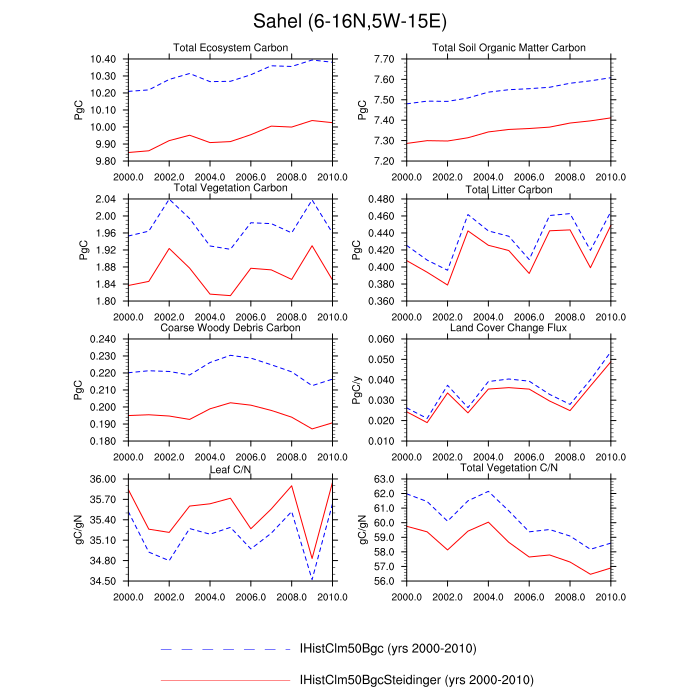 Sahel (6-16N,5W-15E)
Total Ecosystem Carbon
PgC
10.40
10.30
10.20
10.10
10.00
9.90
9.80
2000.0 2002.0 2004.0 2006.0 2008.0 2010.0
Total Soil Organic Matter Carbon
PgC
7.70
7.60
7.50
7.40
7.30
7.20
2000.0 2002.0 2004.0 2006.0 2008.0 2010.0
Total Vegetation Carbon
PgC
2.04
2.00
1.96
1.92
1.88
1.84
1.80
2000.0 2002.0 2004.0 2006.0 2008.0 2010.0
Total Litter Carbon
PgC
0.480
0.460
0.440
0.420
0.400
0.380
0.360
2000.0 2002.0 2004.0 2006.0 2008.0 2010.0
Coarse Woody Debris Carbon
PgC
0.240
0.230
0.220
0.210
0.200
0.190
0.180
2000.0 2002.0 2004.0 2006.0 2008.0 2010.0
Land Cover Change Flux
PgC/y
0.060
0.050
0.040
0.030
0.020
0.010
2000.0 2002.0 2004.0 2006.0 2008.0 2010.0
Leaf C/N
gC/gN
36.00
35.70
35.40
35.10
34.80
34.50
2000.0 2002.0 2004.0 2006.0 2008.0 2010.0
Total Vegetation C/N
gC/gN
63.0
62.0
61.0
60.0
59.0
58.0
57.0
56.0
2000.0 2002.0 2004.0 2006.0 2008.0 2010.0
IHistClm50Bgc (yrs 2000-2010)
IHistClm50BgcSteidinger (yrs 2000-2010)